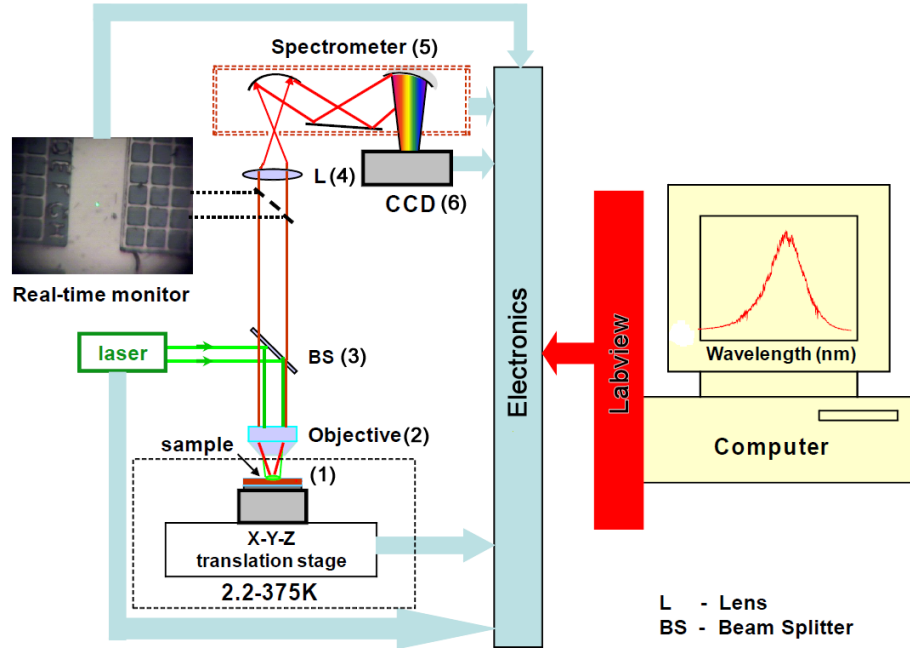 Spectrometer (5)
L (4)
CCD (6)
Real-time monitor
laser
BS (3)
Objective (2)
sample
(1)
X-Y-Z
translation stage
2.2-375K
Electronics
Labview
Wavelength (nm)
Computer
L - Lens
BS - Beam Splitter